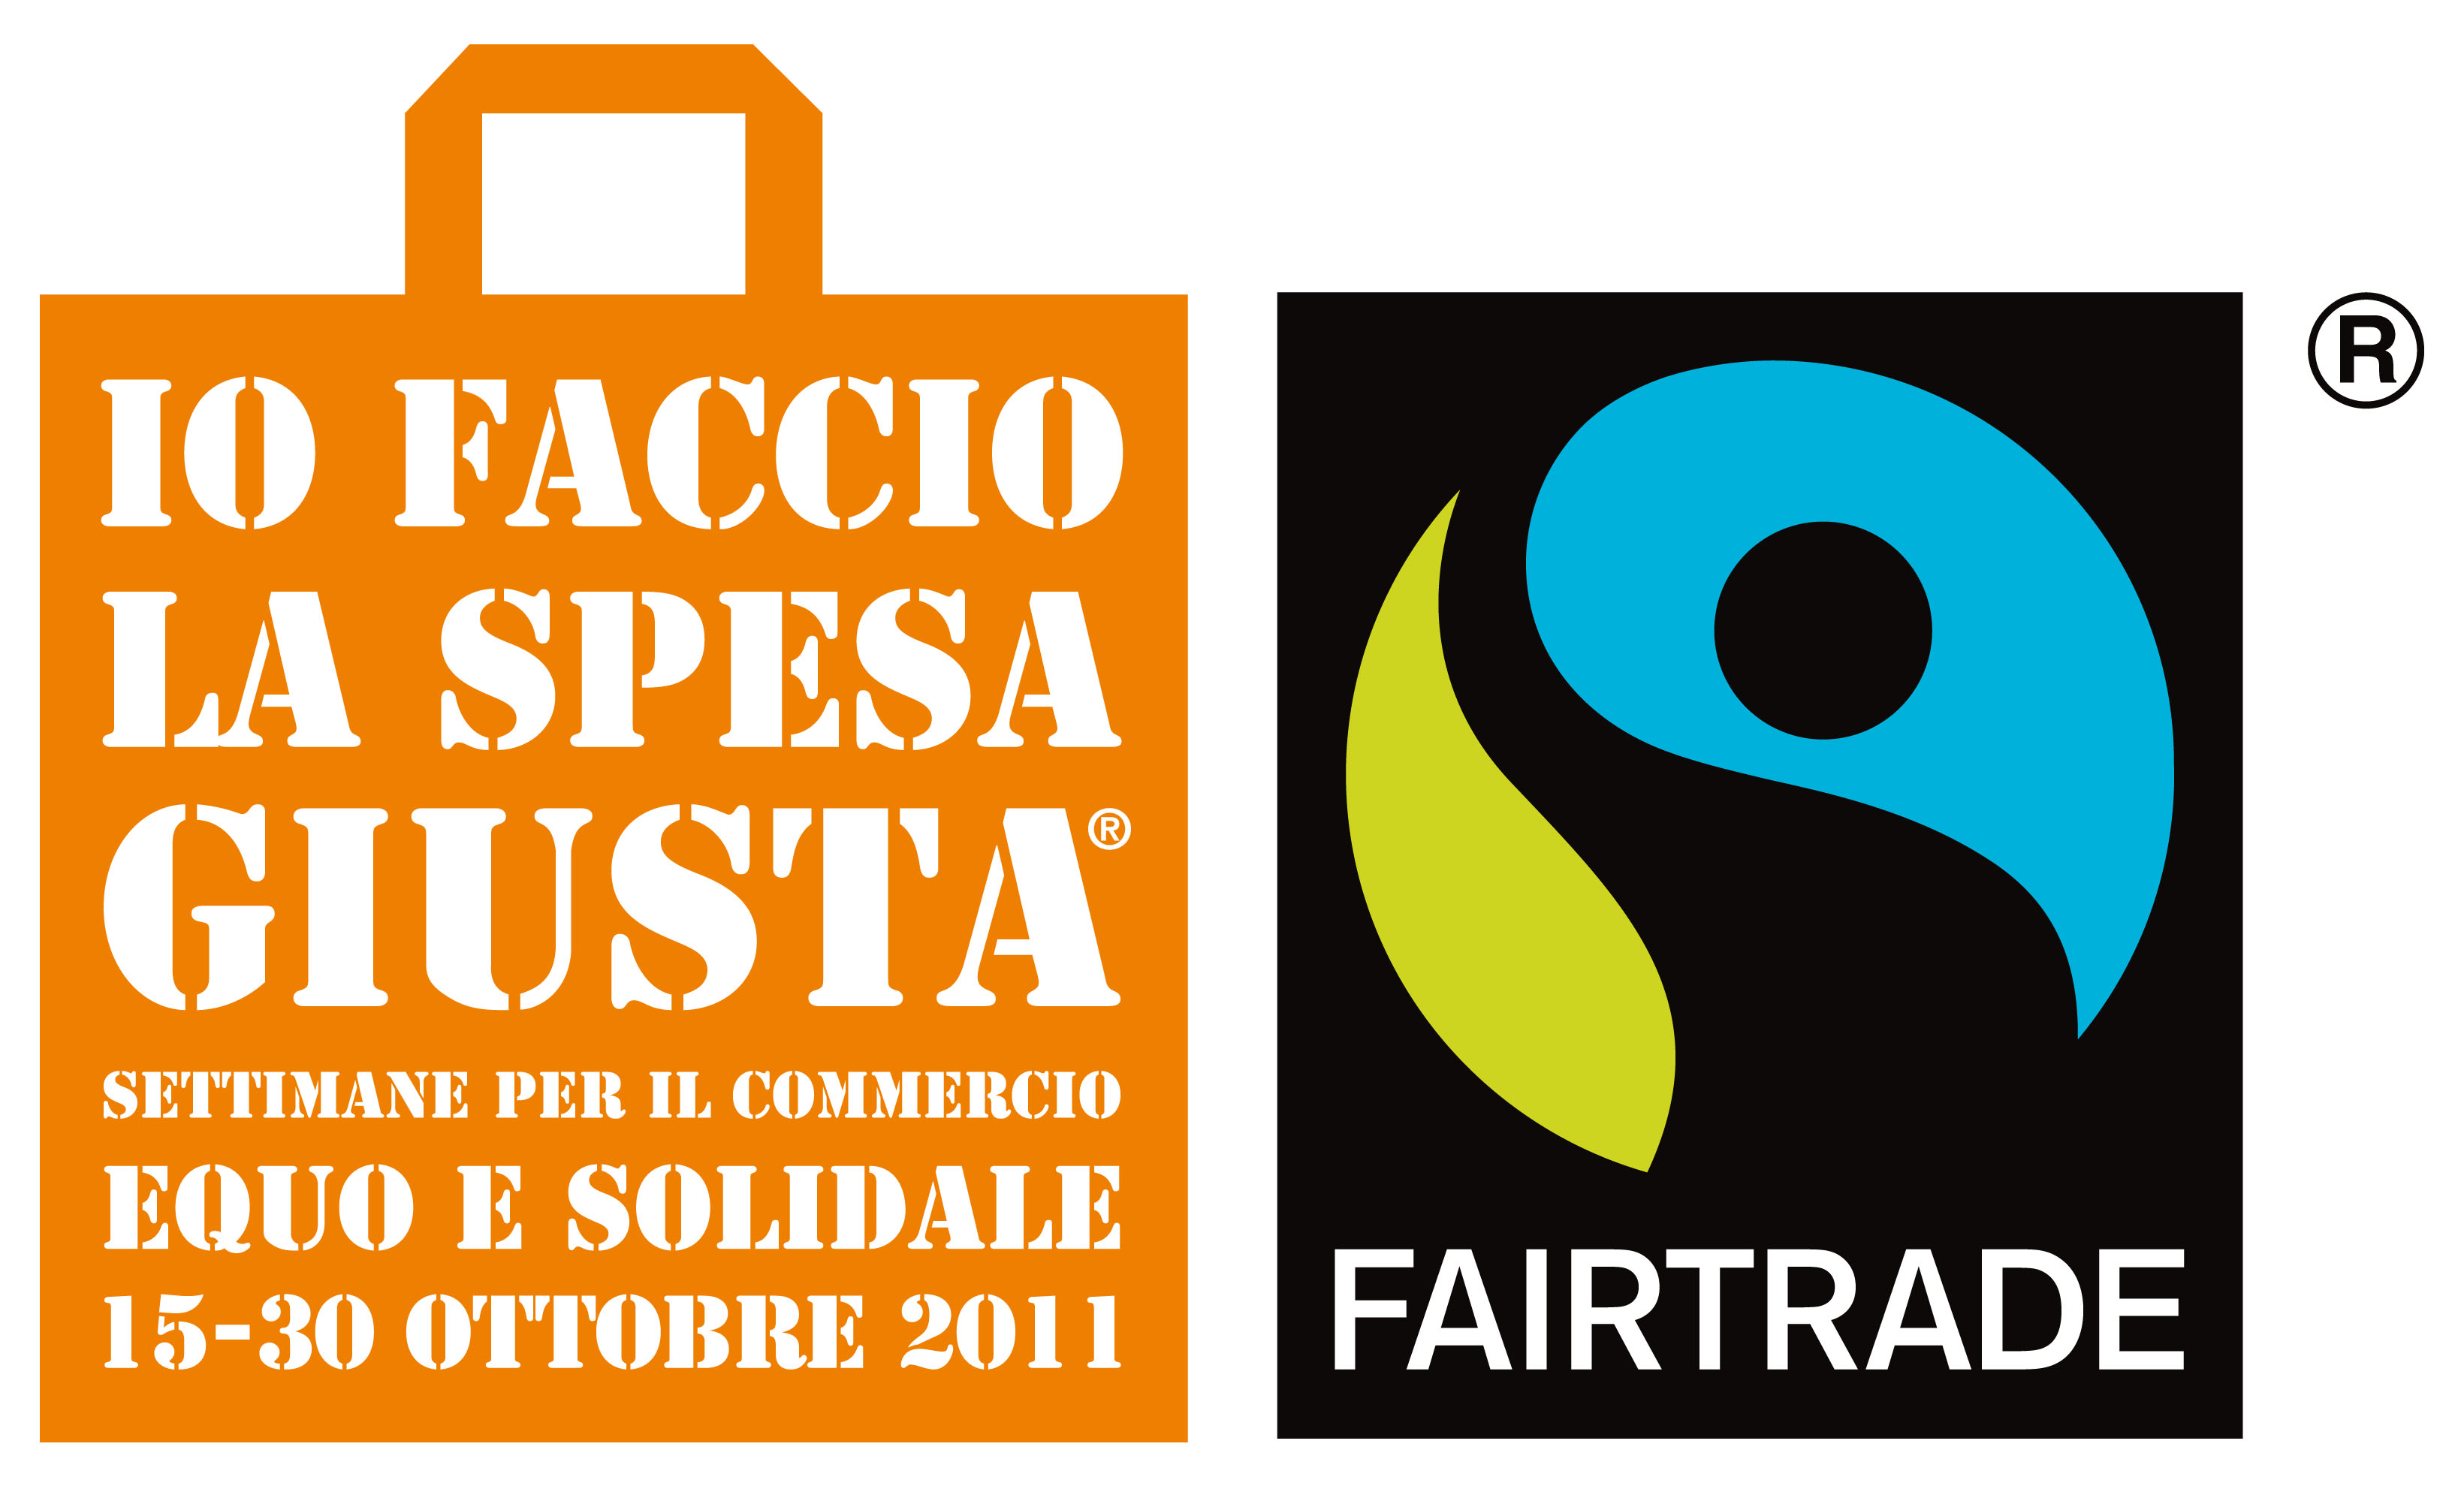 IO FACCIO
LA SPESA
GIUSTA®
SETTIMANE PER IL COMMERCIO
EQUO E SOLIDALE
15-30 OTTOBRE 2011
®
FAIRTRADE